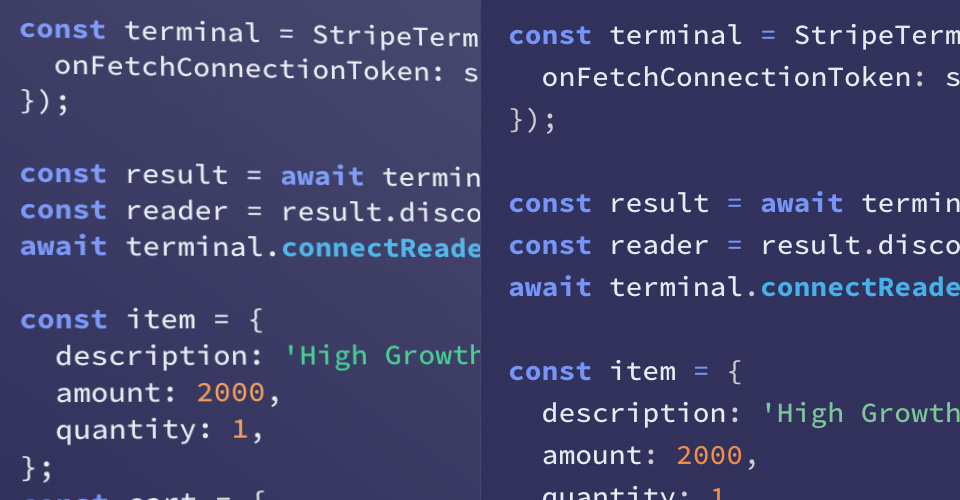 const terminal = StripeTerm
  onFetchConnectionToken: s
});

const result = await termin
const reader = result.disco
await terminal.connectReade

const item = {
  description: 'High Growth
  amount: 2000,
  quantity: 1,
};
const cart = {
const terminal = StripeTerm
  onFetchConnectionToken: s
});

const result = await termin
const reader = result.disco
await terminal.connectReade

const item = {
  description: 'High Growth
  amount: 2000,
  quantity: 1